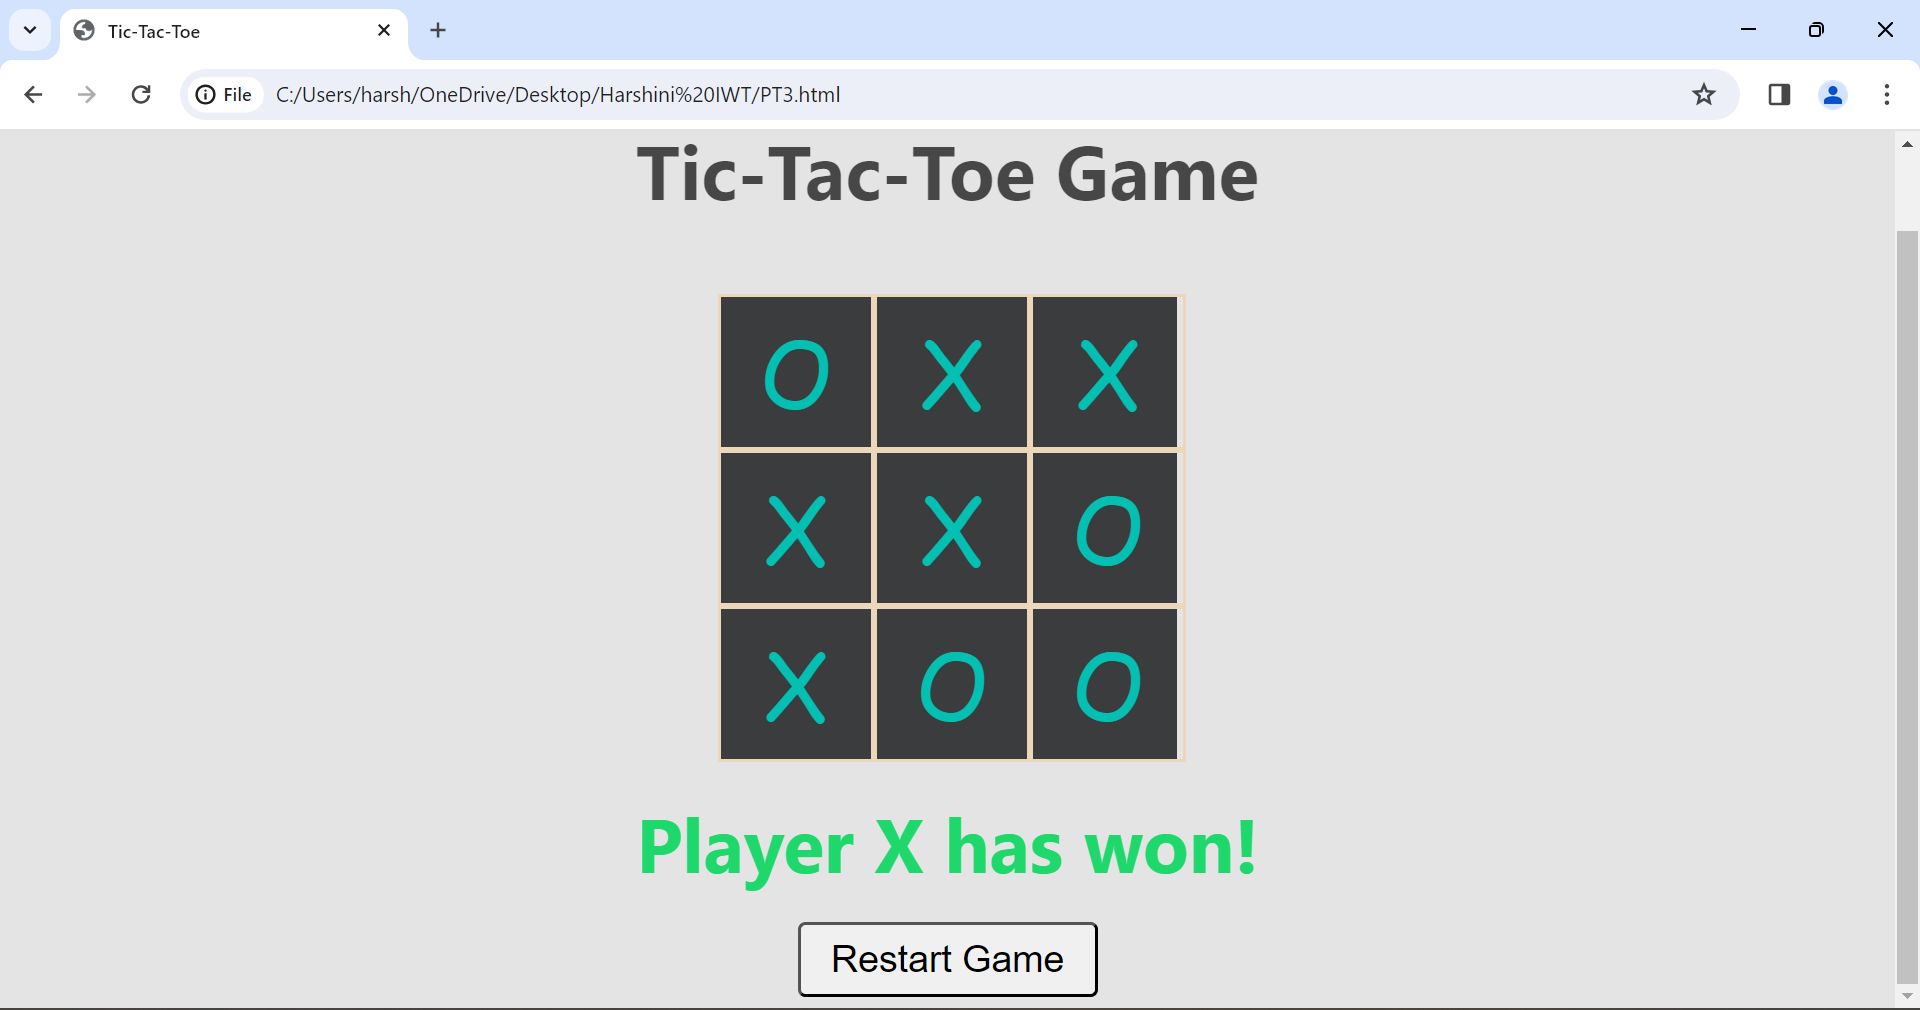 Tic-Tac-Toe
File C:/Users/harsh/OneDrive/Desktop/Harshini%20IWT/PT3.html
Tic-Tac-Toe Game
O X X
X X O
X O O
Player X has won!
Restart Game